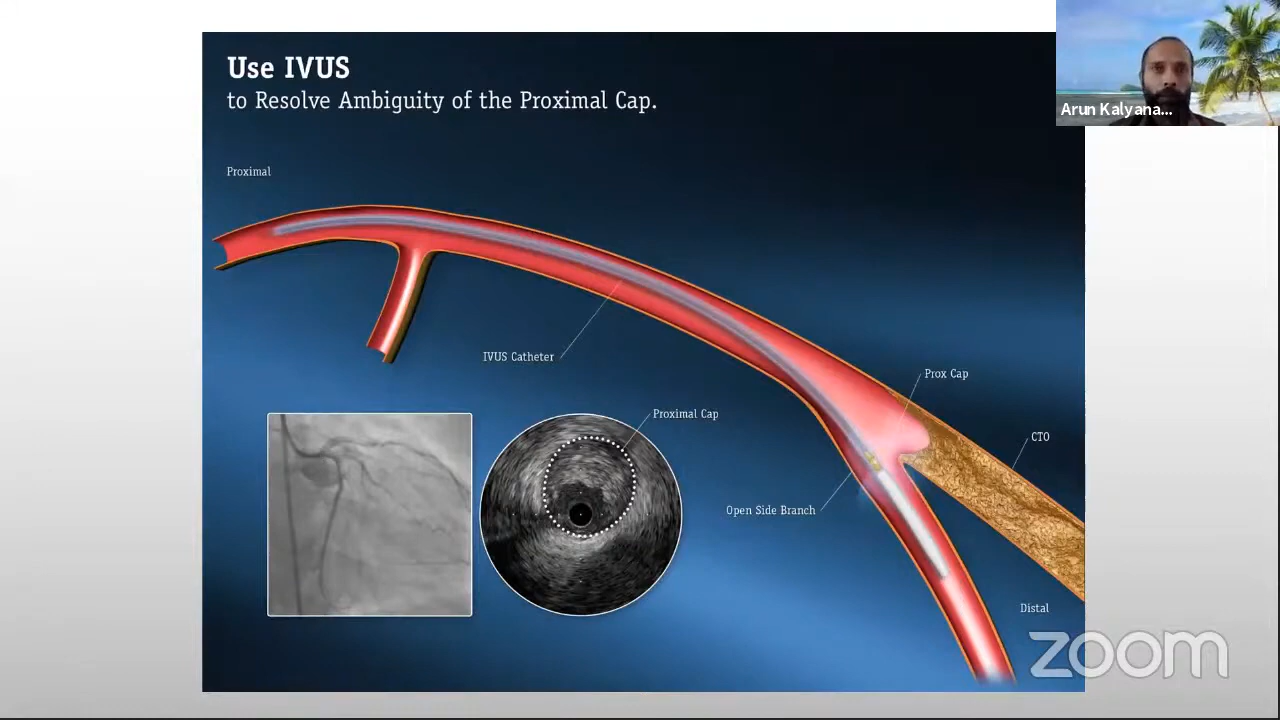 Use IVUS
to Resolve Ambiguity of the Proximal Cap.
Arun Kalyana...
Proximal
IVUS Catheter
Prox Cap
Proximal Cap
CTO
Open Side Branch
Distal
zoom